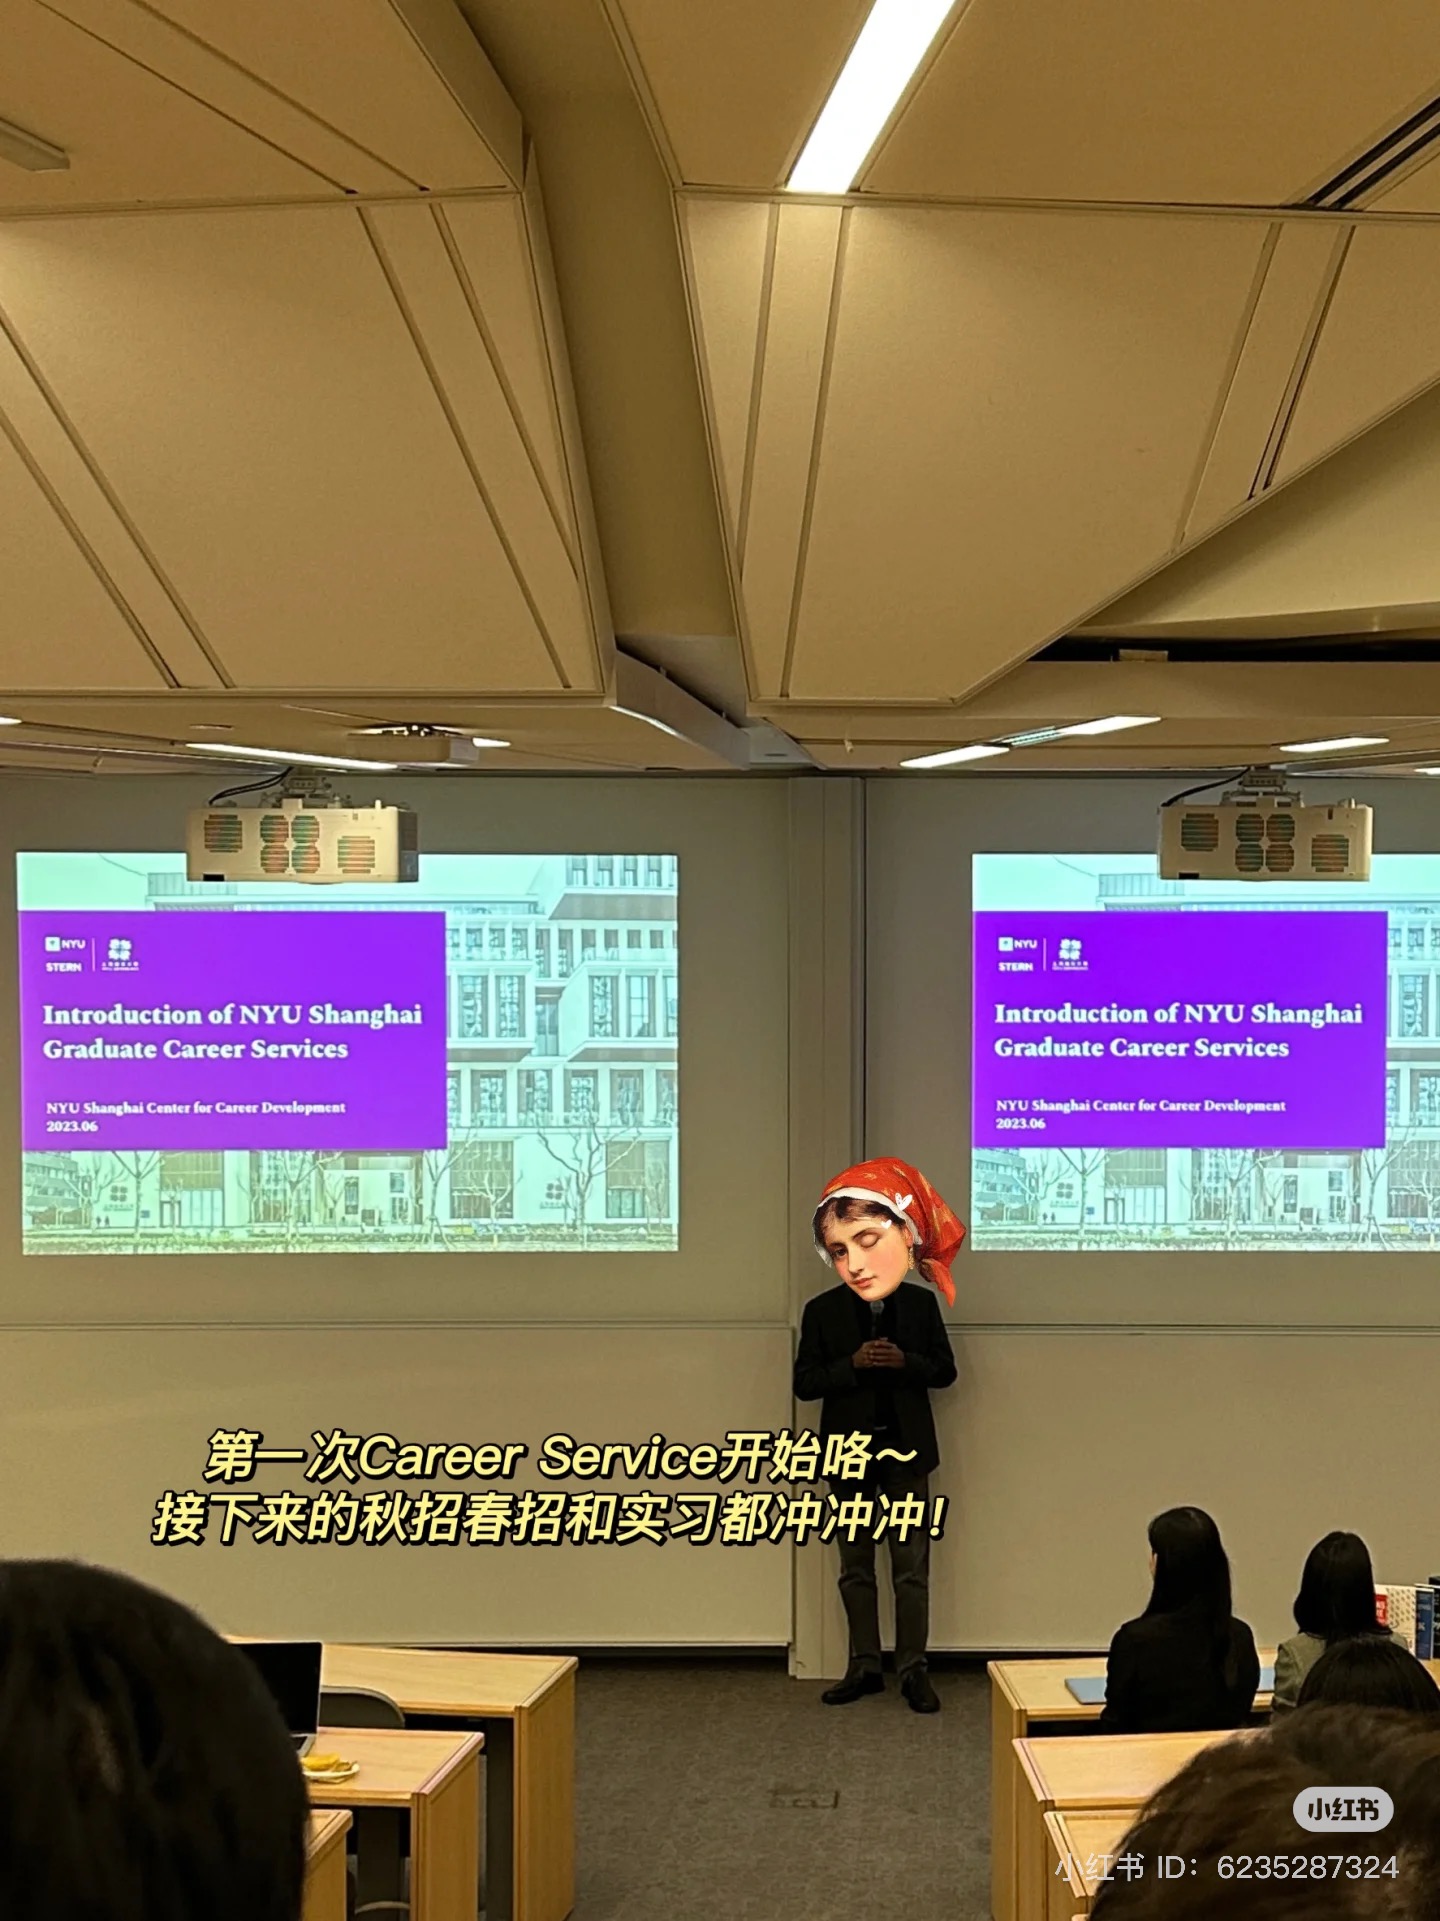 NYU
STERN
Introduction of NYU Shanghai
Graduate Career Services
NYU Shanghai Center for Career Development
2023.06
NYU
STERN
Introduction of NYU Shanghai
Graduate Career Services
NYU Shanghai Center for Career Development
2023.06
第一次Career Service开始咯～
接下来的秋招春招和实习都冲冲冲！
小红书
小红书 ID：6235287324